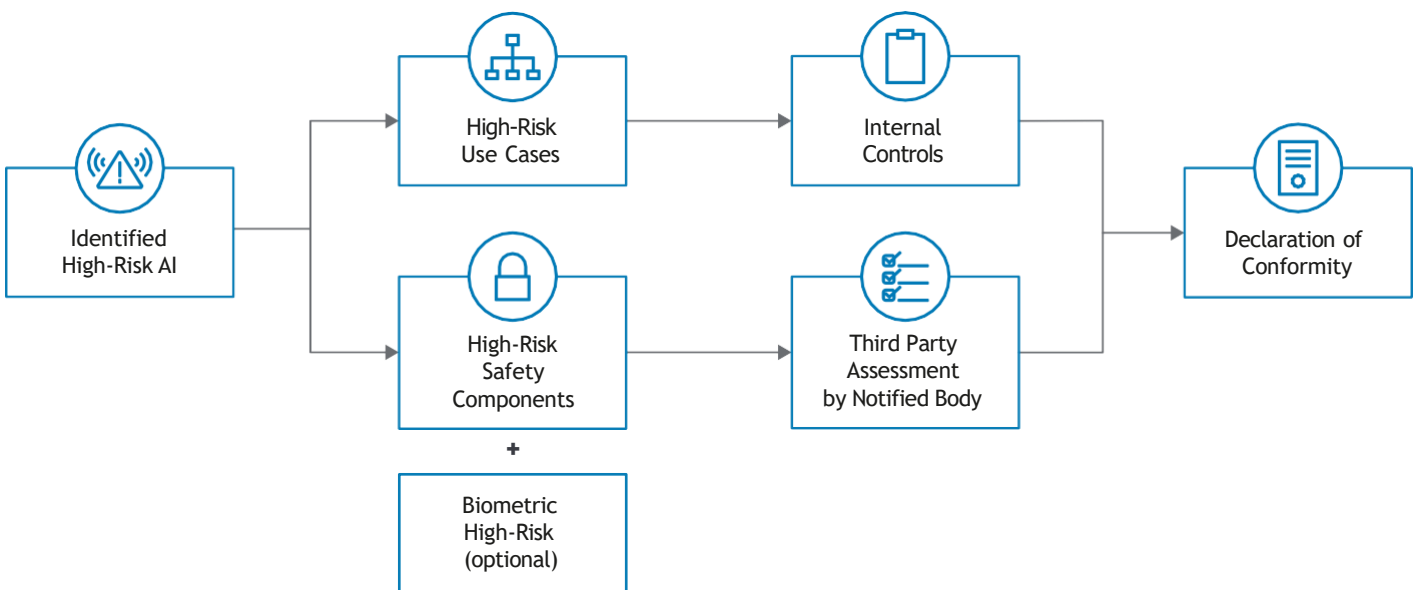 Identified
High-Risk AI
High-Risk
Use Cases
Internal
Controls
High-Risk
Safety
Components
+
Biometric
High-Risk
(optional)
Third Party
Assessment
by Notified Body
Declaration of
Conformity